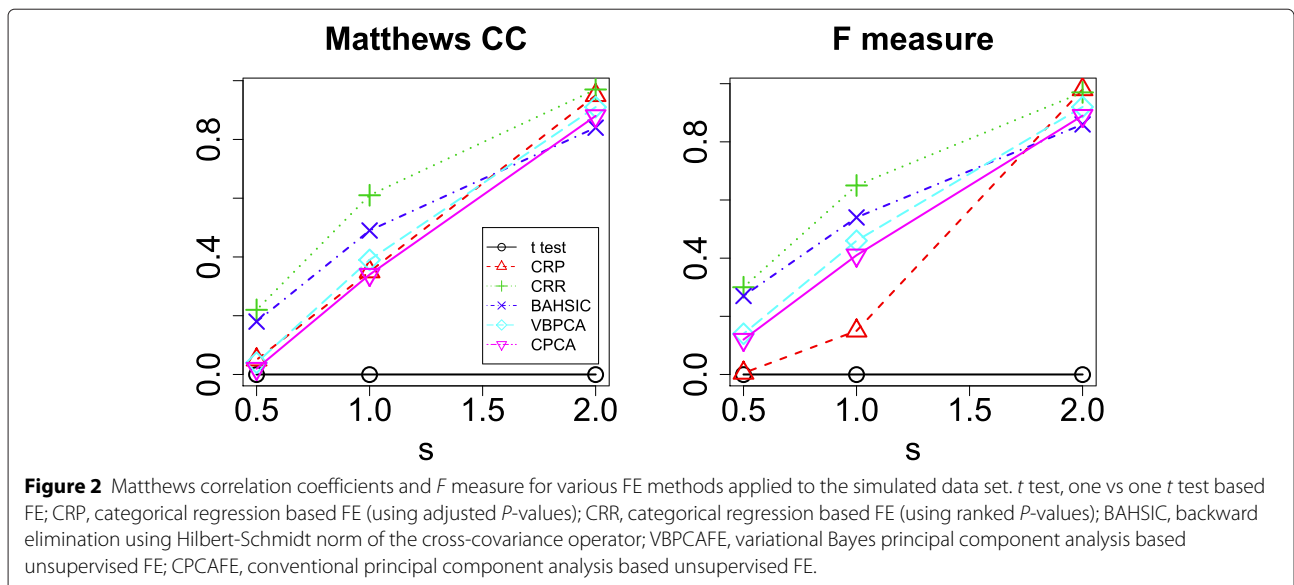 Matthews CC
F measure
0.8
0.4
0.0
t test
CRP
CRR
BAHSIC
VBPCA
CPCA
0.5 1.0 1.5 2.0
s
0.8
0.4
0.0
0.5 1.0 1.5 2.0
s
Figure 2 Matthews correlation coefficients and F measure for various FE methods applied to the simulated data set. t test, one vs one t test based
FE; CRP, categorical regression based FE (using adjusted P-values); CRR, categorical regression based FE (using ranked P-values); BAHSIC, backward
elimination using Hilbert-Schmidt norm of the cross-covariance operator; VBPCAFE, variational Bayes principal component analysis based
unsupervised FE; CPCAFE, conventional principal component analysis based unsupervised FE.